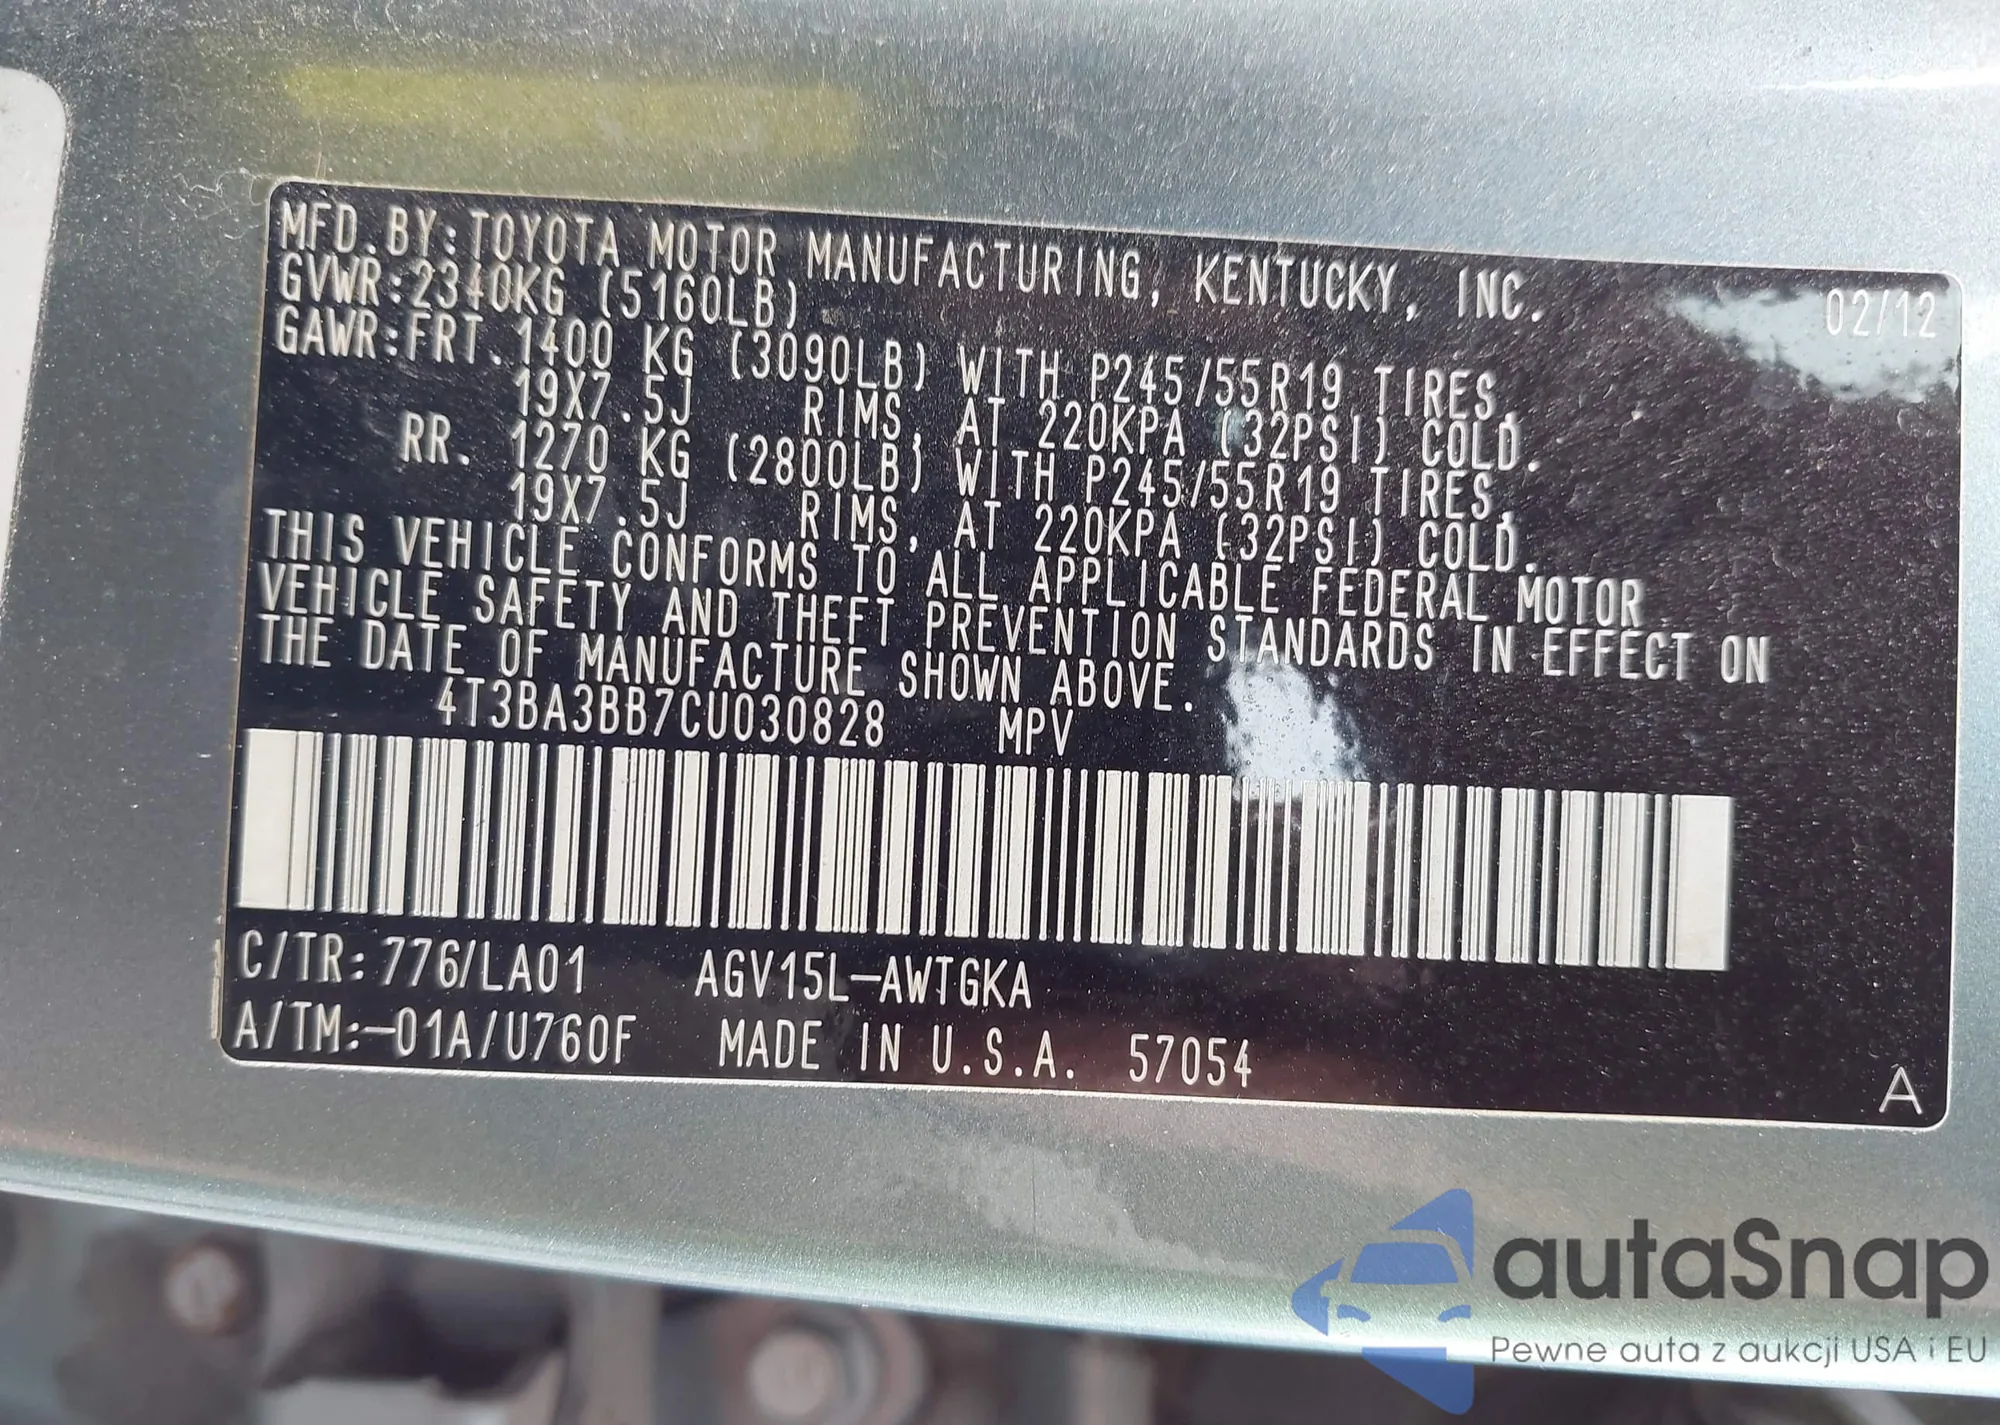 MFD.BY:TOYOTA MOTOR MANUFACTURING, KENTUCKY, INC. 02/12
GVWR:2340KG (5160LB)
GAWR:FRT. 1400 KG (3090LB) WITH P245/55R19 TIRES,
19X7.5J RIMS, AT 220KPA (32PSI) COLD.
RR. 1270 KG (2800LB) WITH P245/55R19 TIRES,
19X7.5J RIMS, AT 220KPA (32PSI) COLD.
THIS VEHICLE CONFORMS TO ALL APPLICABLE FEDERAL MOTOR
VEHICLE SAFETY AND THEFT PREVENTION STANDARDS IN EFFECT ON
THE DATE OF MANUFACTURE SHOWN ABOVE.
4T3BA3BB7CU030828 MPV
C/TR:776/LA01 AGV15L-AWTGKA
A/TM:-01A/U760F MADE IN U.S.A. 57054
A
autaSnap
Pewne auta z aukcji USA i EU